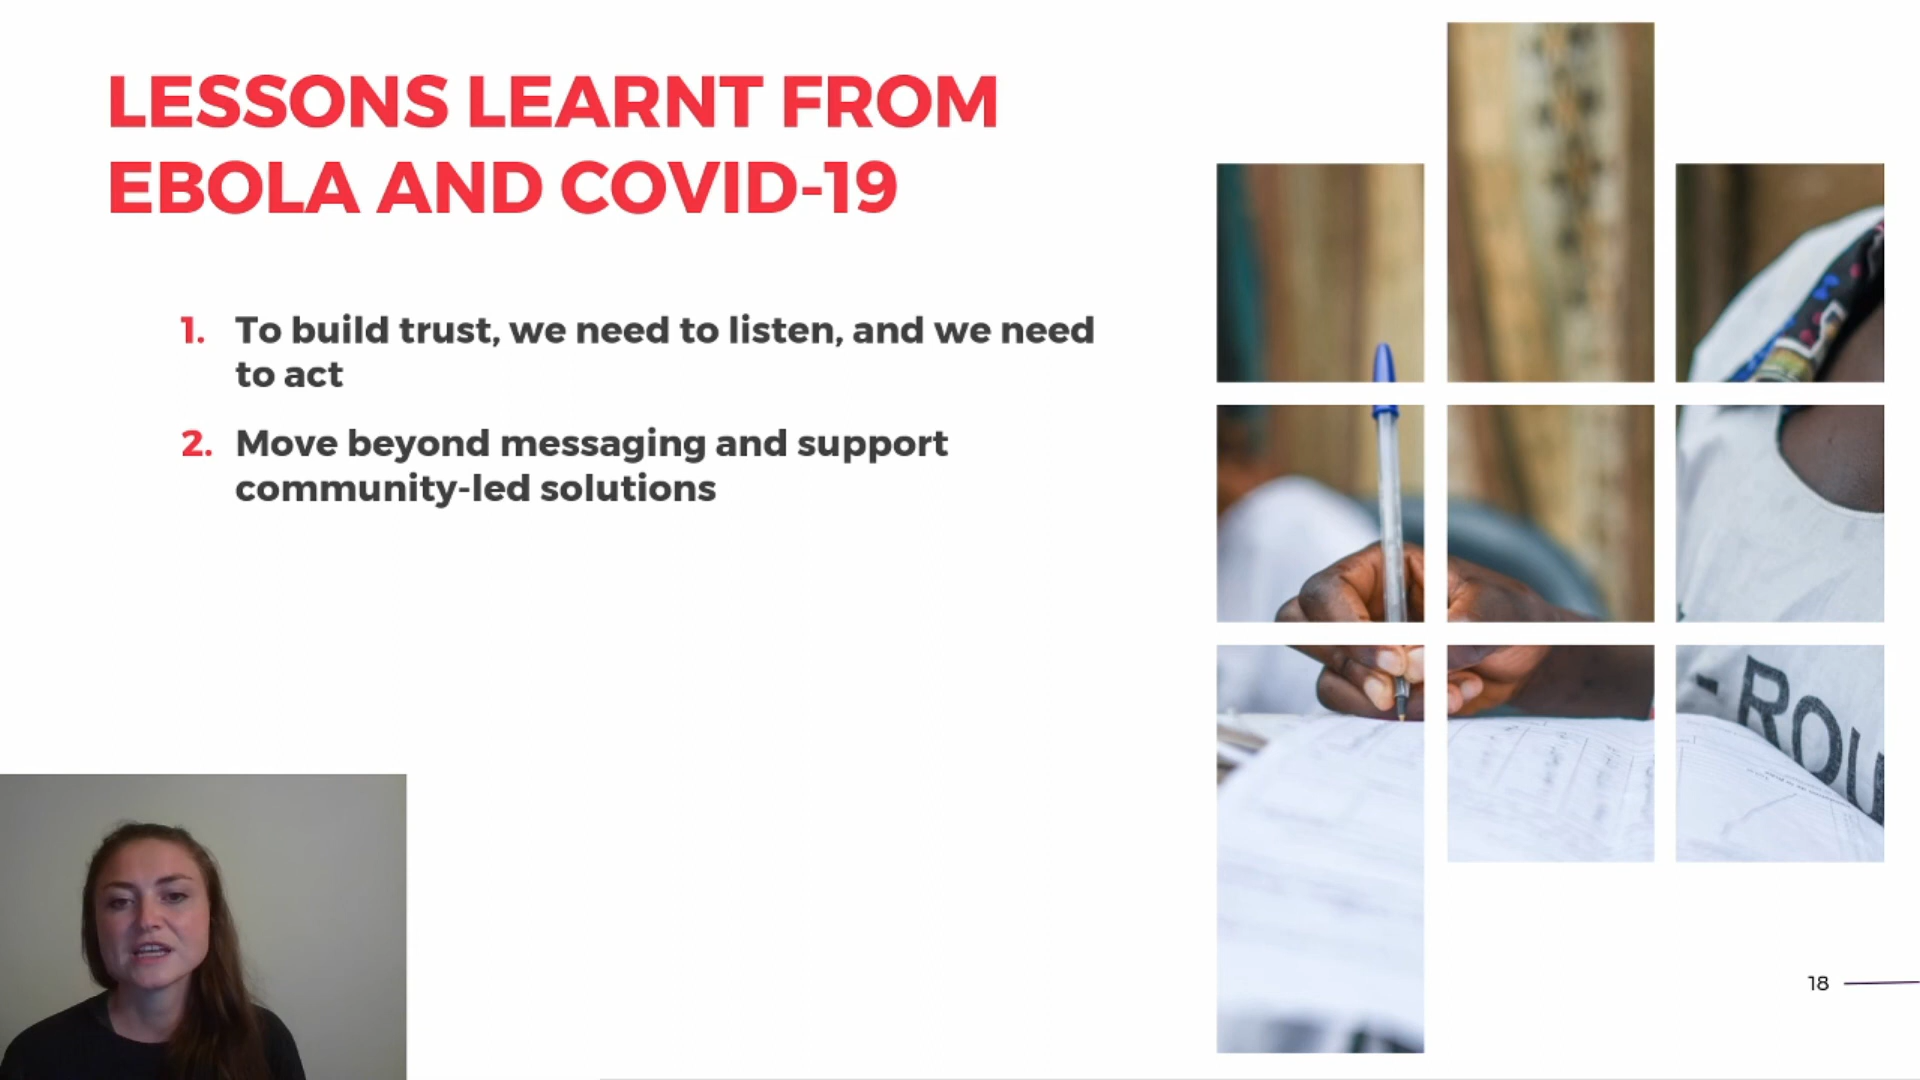 LESSONS LEARNT FROM
EBOLA AND COVID-19
1. To build trust, we need to listen, and we need
to act
2. Move beyond messaging and support
community-led solutions
- ROU
18